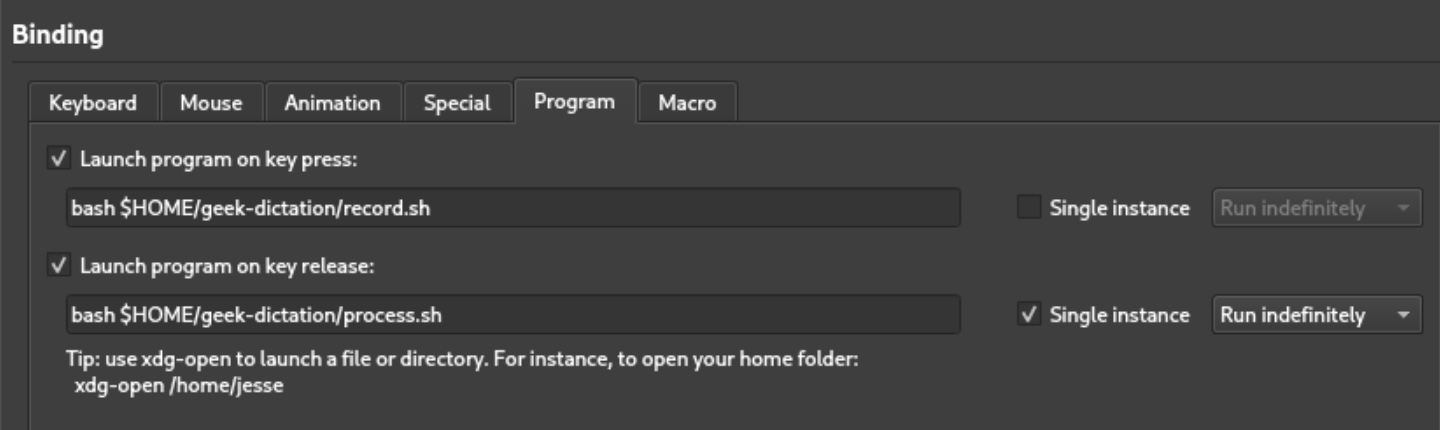 Binding
Keyboard Mouse Animation Special Program Macro
Launch program on key press:
bash $HOME/geek-dictation/record.sh Single instance Run indefinitely
Launch program on key release:
bash $HOME/geek-dictation/process.sh Single instance Run indefinitely
Tip: use xdg-open to launch a file or directory. For instance, to open your home folder:
xdg-open /home/jesse